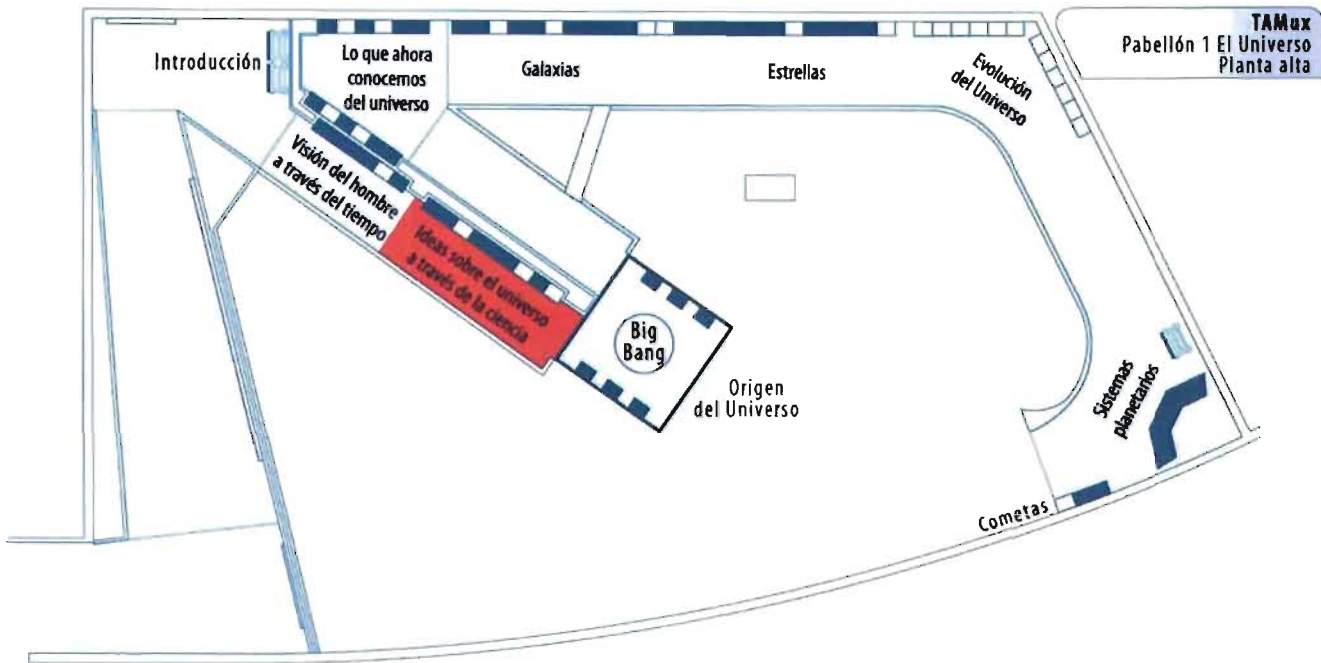 TAMux
Pabellón 1 El Universo
Planta alta
Introducción
Lo que ahora
conocemos
del universo
Galaxias
Estrellas
Evolución
del Universo
Visión del hombre
a través del tiempo
Ideas sobre el universo
a través de la ciencia
Big
Bang
Origen
del Universo
Sistemas
planetarios
Cometas